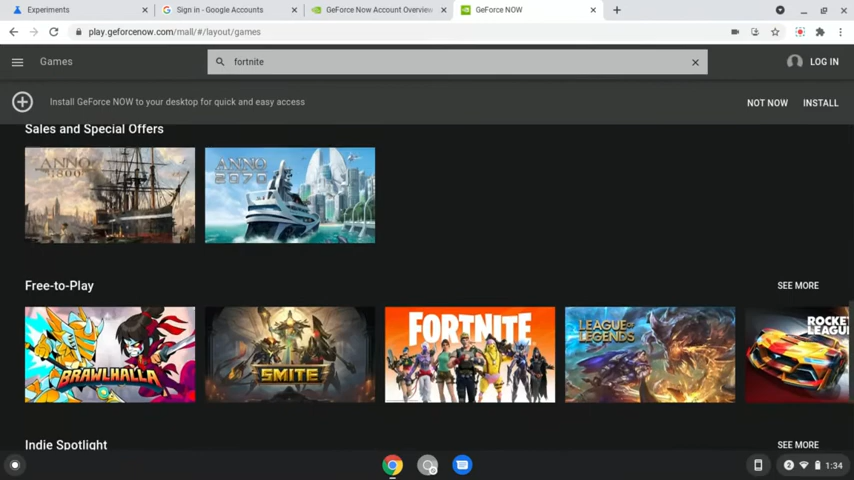 Experiments
Sign in - Google Accounts
GeForce Now Account Overview
GeForce NOW
play.geforcenow.com/mall/#/layout/games
Games
fortnite
LOG IN
Install GeForce NOW to your desktop for quick and easy access
NOT NOW
INSTALL
Sales and Special Offers
ANNO
1800
ANNO
2070
Free-to-Play
SEE MORE
BRAWLHALLA
SMITE
FORTNITE
LEAGUE OF
LEGENDS
ROCKET
LEAGUE
Indie Spotlight
SEE MORE
2
1:34